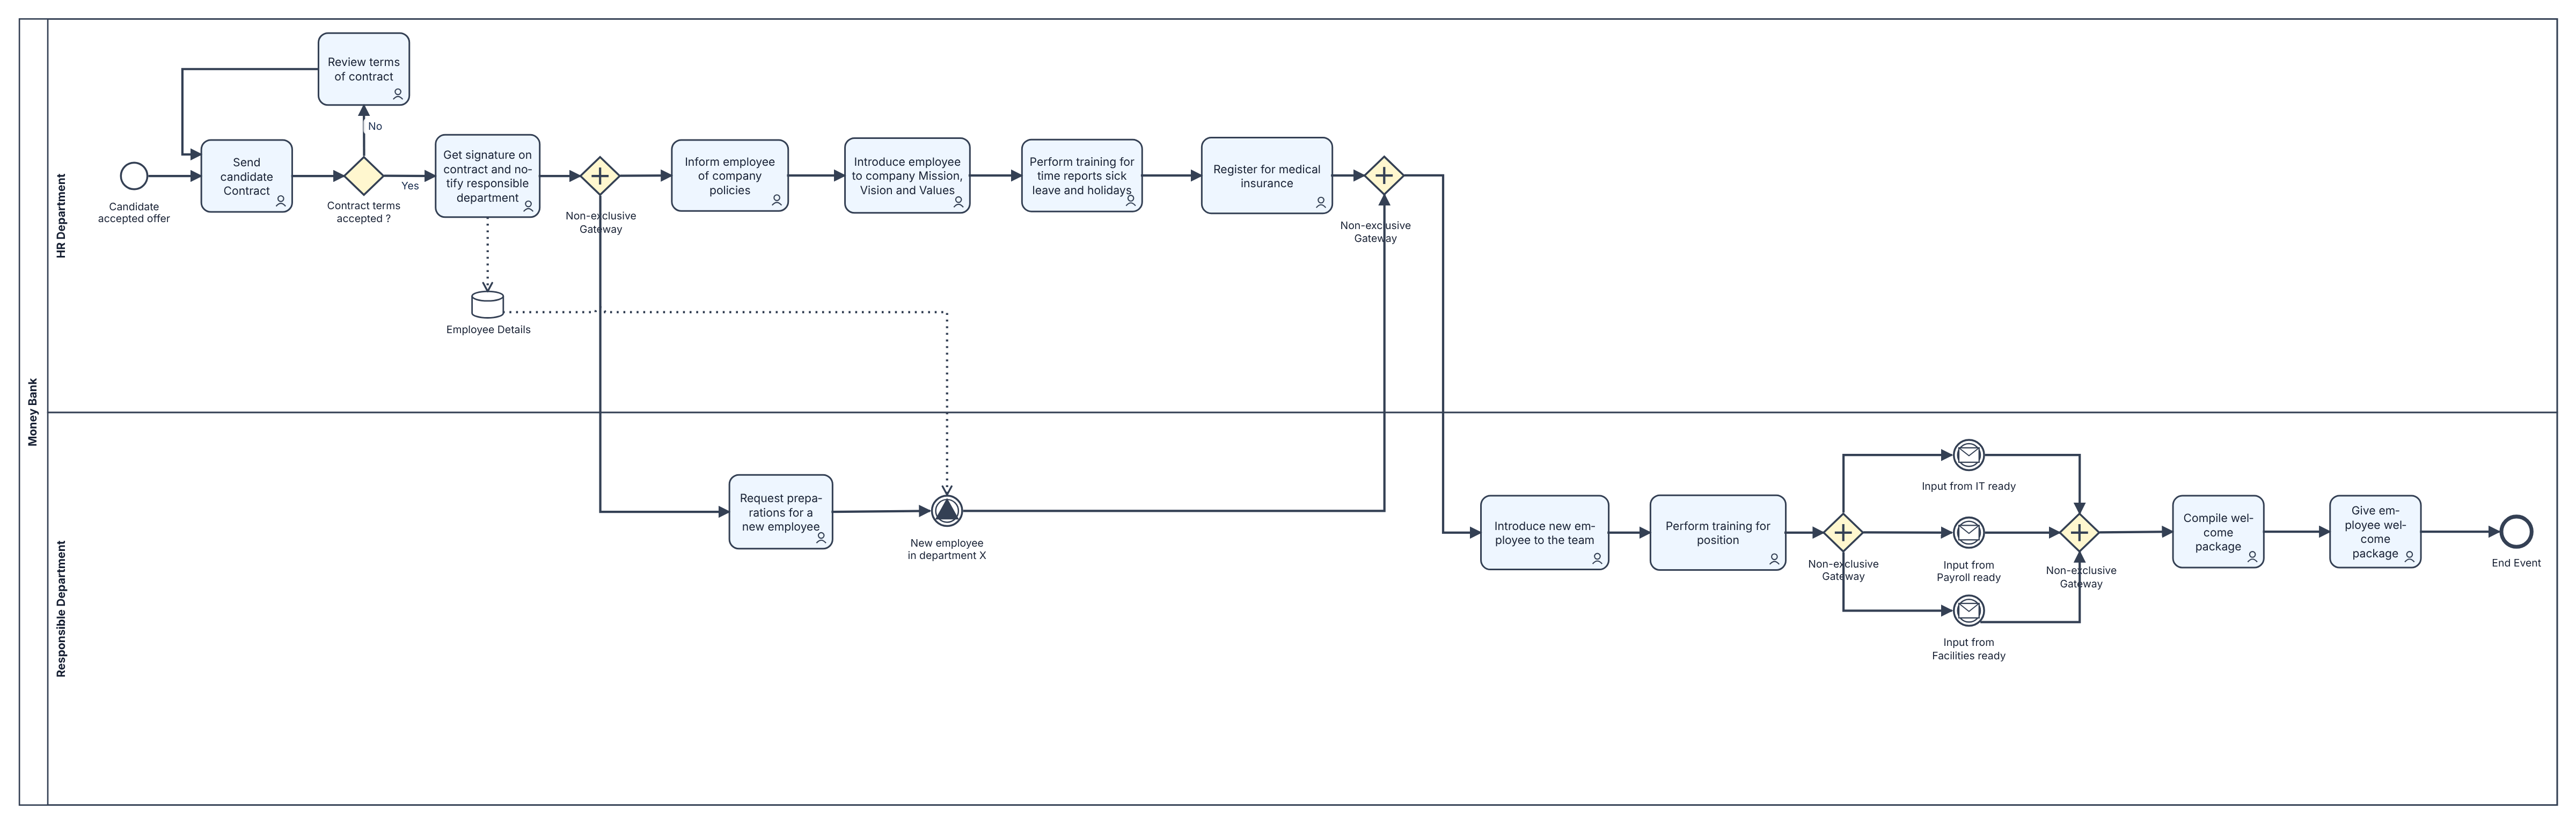 Money Bank
HR Department
Candidate
accepted offer
Send
candidate
Contract
Review terms
of contract
No
Contract terms
accepted ?
Yes
Get signature on
contract and no-
tify responsible
department
Employee Details
Non-exclusive
Gateway
Inform employee
of company
policies
Introduce employee
to company Mission,
Vision and Values
Perform training for
time reports sick
leave and holidays
Register for medical
insurance
Non-exclusive
Gateway
Responsible Department
Request prepa-
rations for a
new employee
New employee
in department X
Introduce new em-
ployee to the team
Perform training for
position
Non-exclusive
Gateway
Input from IT ready
Input from
Payroll ready
Input from
Facilities ready
Non-exclusive
Gateway
Compile wel-
come
package
Give em-
ployee wel-
come
package
End Event